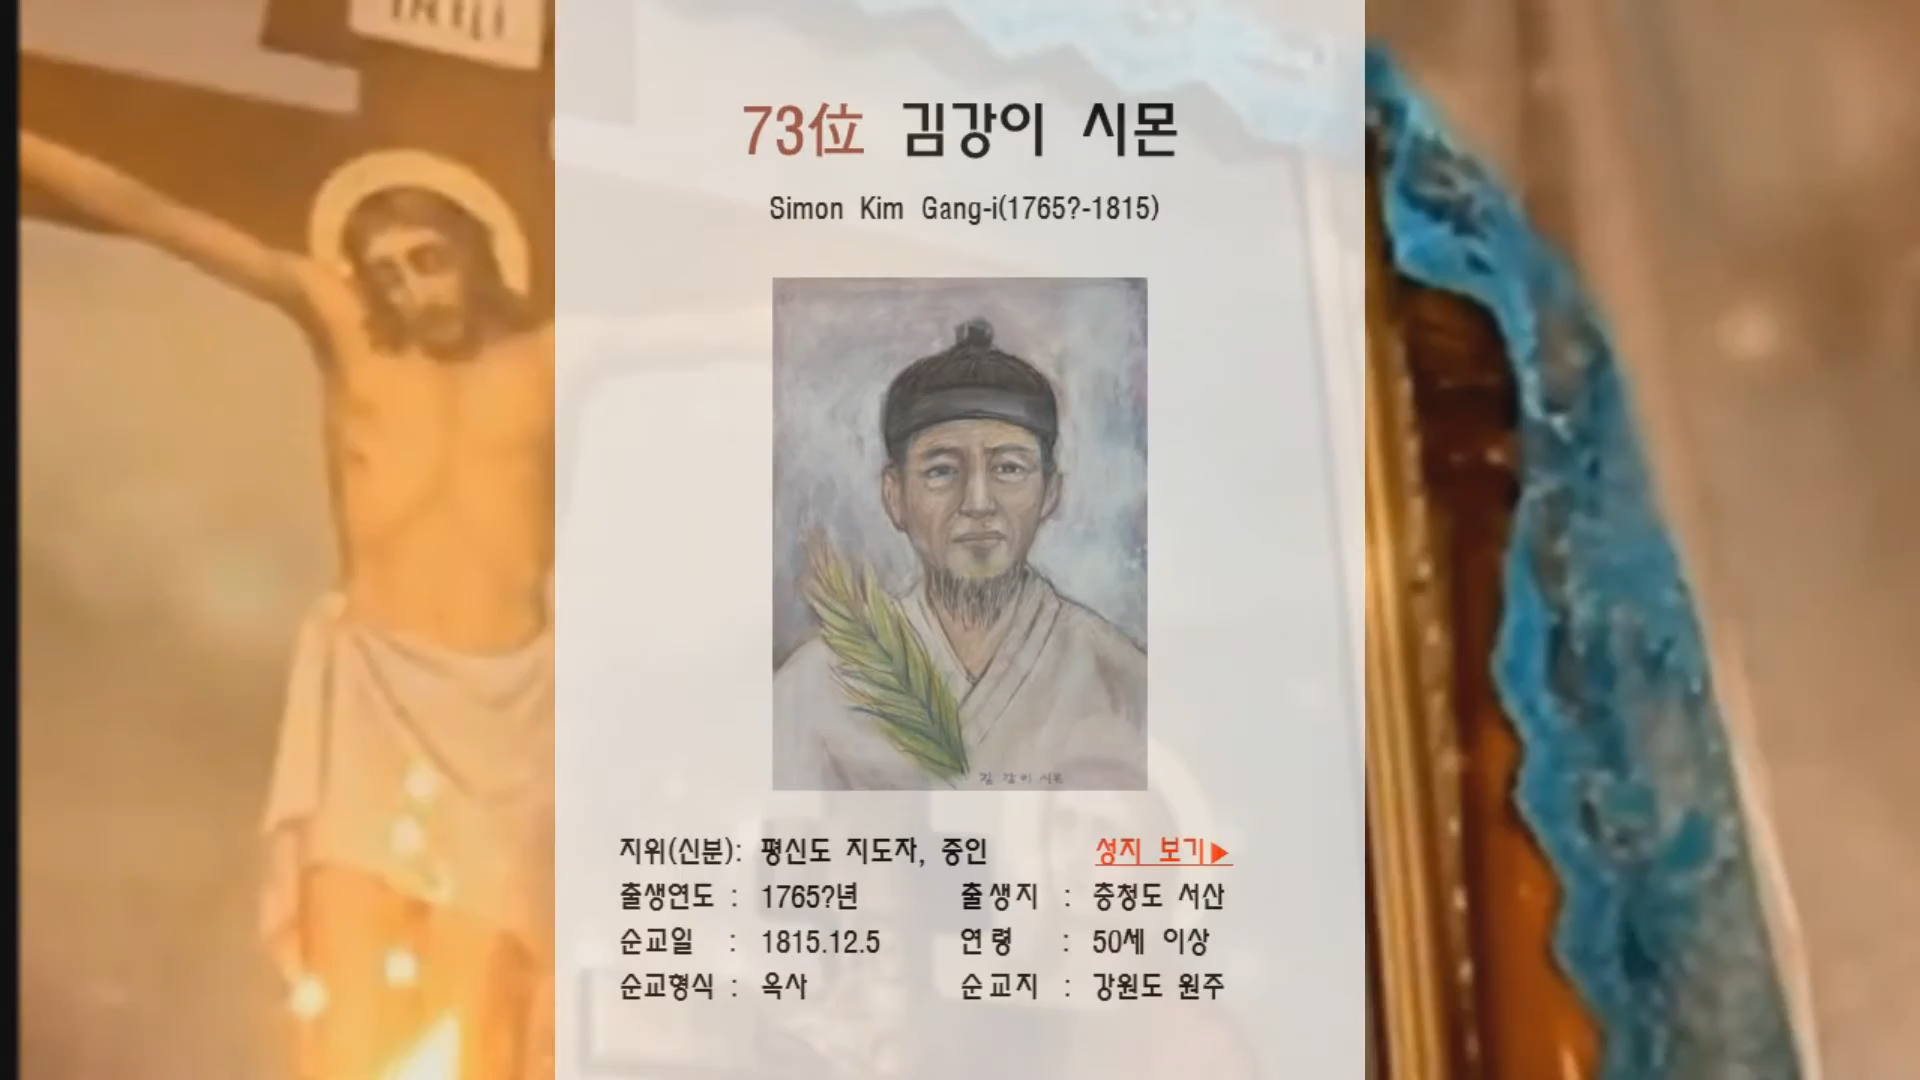 73位 김강이 시몬
Simon Kim Gang-i(1765?-1815)
김 강이 시몬
지위(신분): 평신도 지도자, 중인 성지 보기▶
출생연도 : 1765?년 출생지 : 충청도 서산
순교일 : 1815.12.5 연령 : 50세 이상
순교형식 : 옥사 순교지 : 강원도 원주